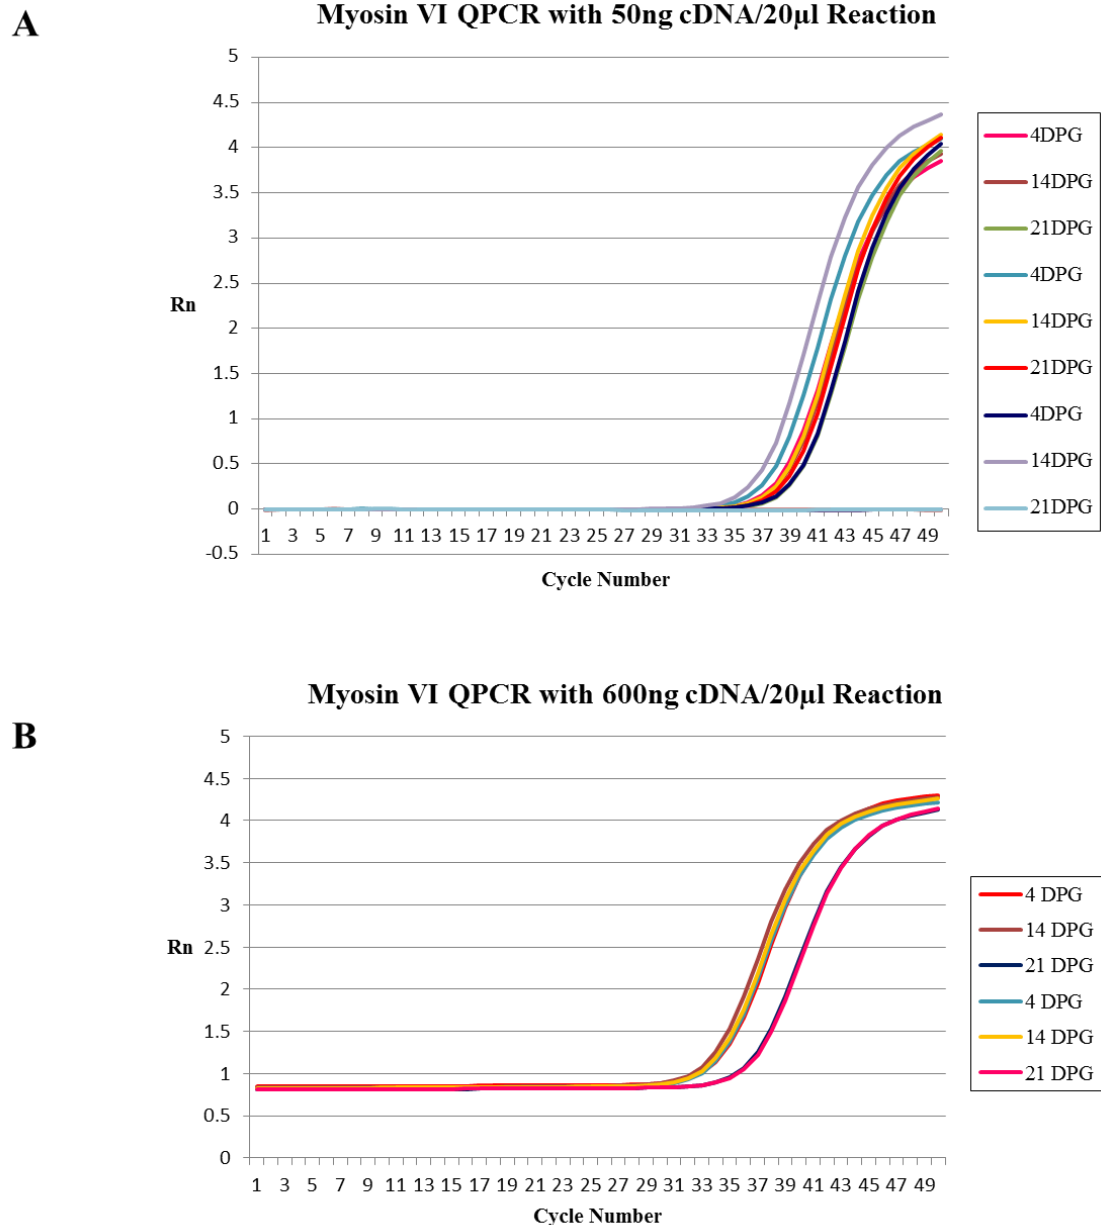 A
Myosin VI QPCR with 50ng cDNA/20µl Reaction
5
4.5
4
3.5
3
2.5
2
1.5
1
0.5
0
-0.5
Rn
1 3 5 7 9 11 13 15 17 19 21 23 25 27 29 31 33 35 37 39 41 43 45 47 49
Cycle Number
4DPG
14DPG
21DPG
4DPG
14DPG
21DPG
4DPG
14DPG
21DPG
B
Myosin VI QPCR with 600ng cDNA/20µl Reaction
5
4.5
4
3.5
3
2.5
2
1.5
1
0.5
0
Rn
1 3 5 7 9 11 13 15 17 19 21 23 25 27 29 31 33 35 37 39 41 43 45 47 49
Cycle Number
4 DPG
14 DPG
21 DPG
4 DPG
14 DPG
21 DPG